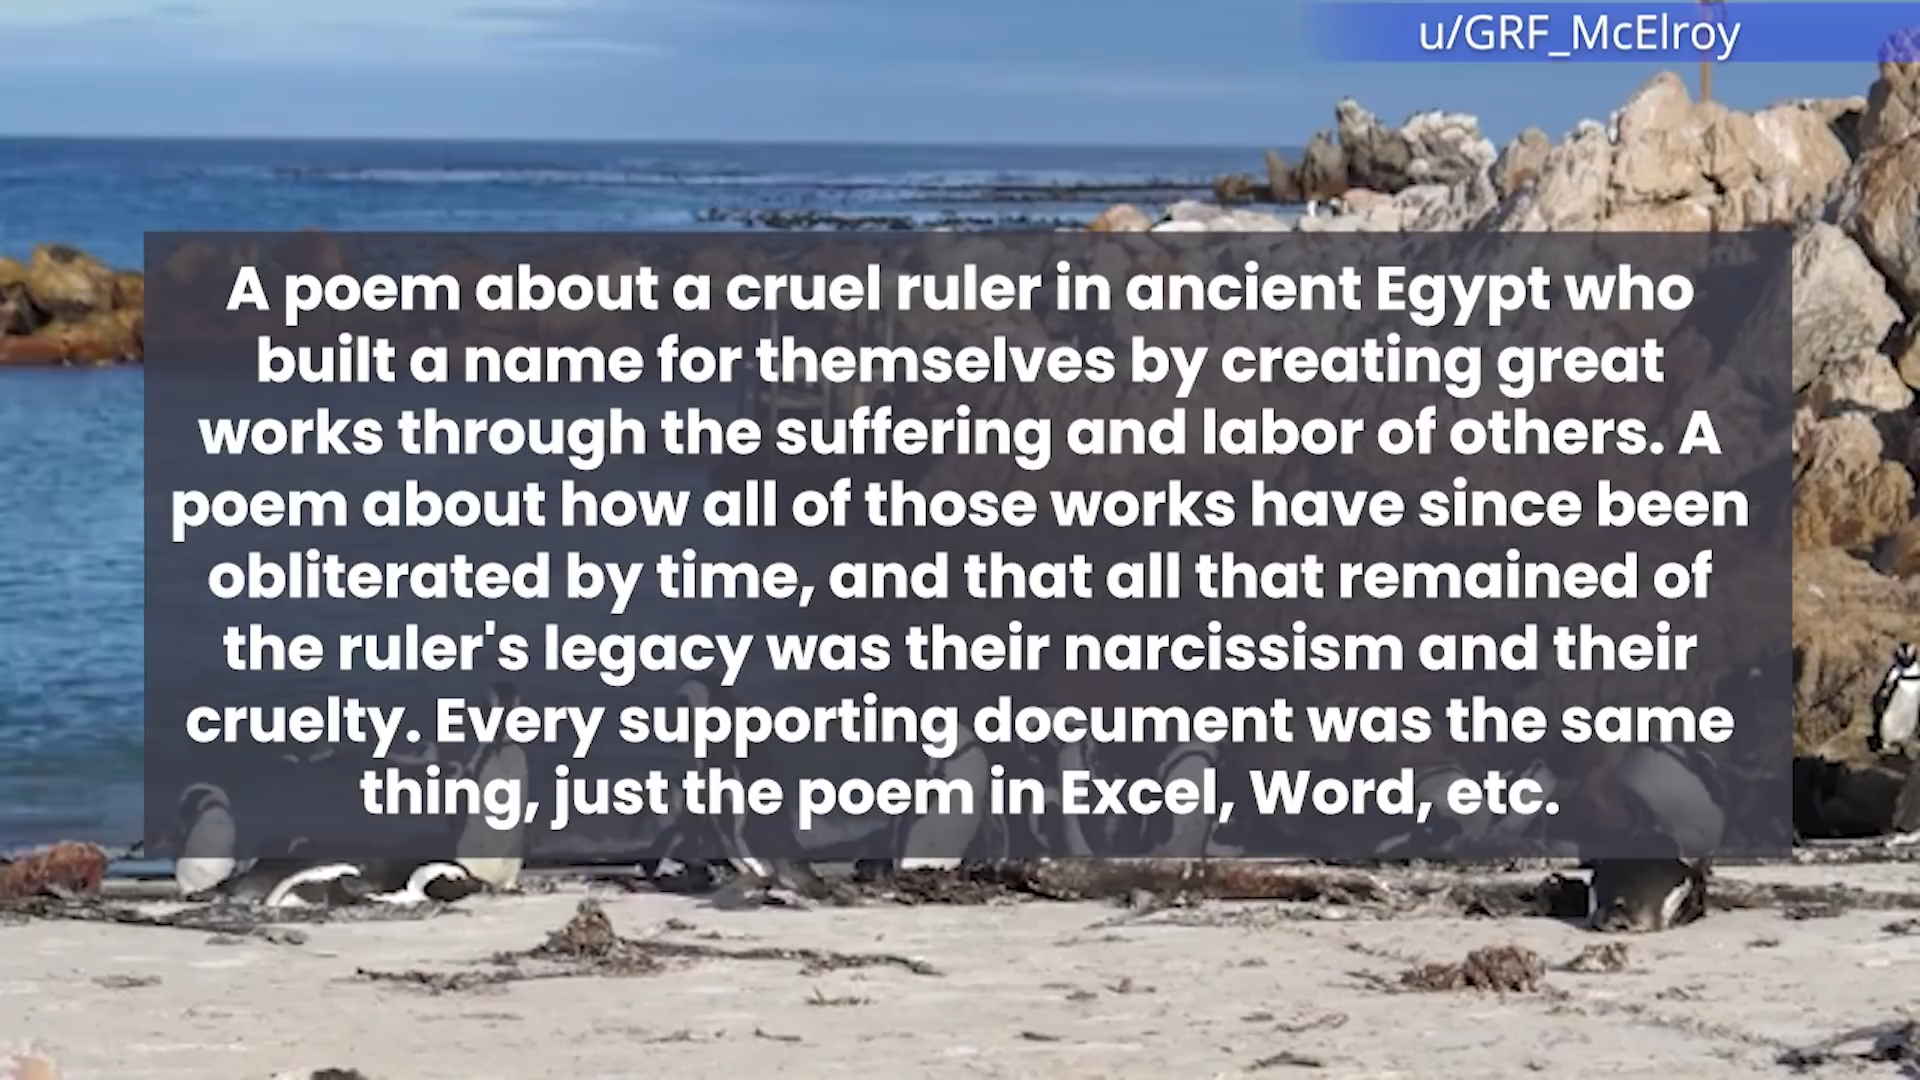 u/GRF_McElroy
A poem about a cruel ruler in ancient Egypt who
built a name for themselves by creating great
works through the suffering and labor of others. A
poem about how all of those works have since been
obliterated by time, and that all that remained of
the ruler's legacy was their narcissism and their
cruelty. Every supporting document was the same
thing, just the poem in Excel, Word, etc.